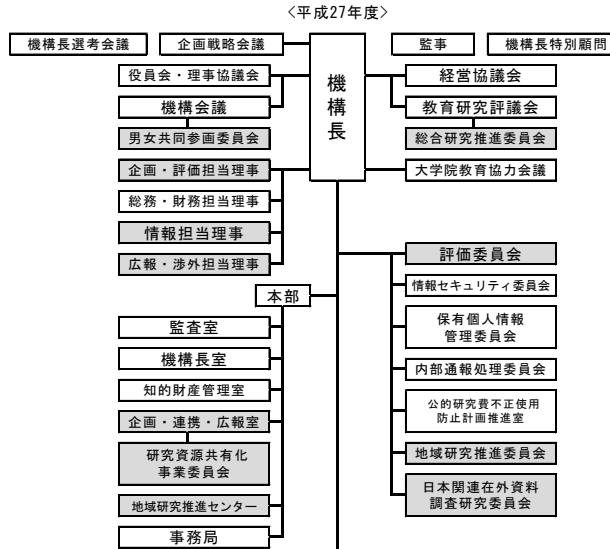 〈平成27年度〉
機構長選考会議
企画戦略会議
監事
機構長特別顧問
役員会・理事協議会
機構会議
男女共同参画委員会
機構長
経営協議会
教育研究評議会
総合研究推進委員会
大学院教育協力会議
企画・評価担当理事
総務・財務担当理事
情報担当理事
広報・渉外担当理事
本部
監査室
機構長室
知的財産管理室
企画・連携・広報室
研究資源共有化
事業委員会
地域研究推進センター
事務局
評価委員会
情報セキュリティ委員会
保有個人情報
管理委員会
内部通報処理委員会
公的研究費不正使用
防止計画推進室
地域研究推進委員会
日本関連在外資料
調査研究委員会